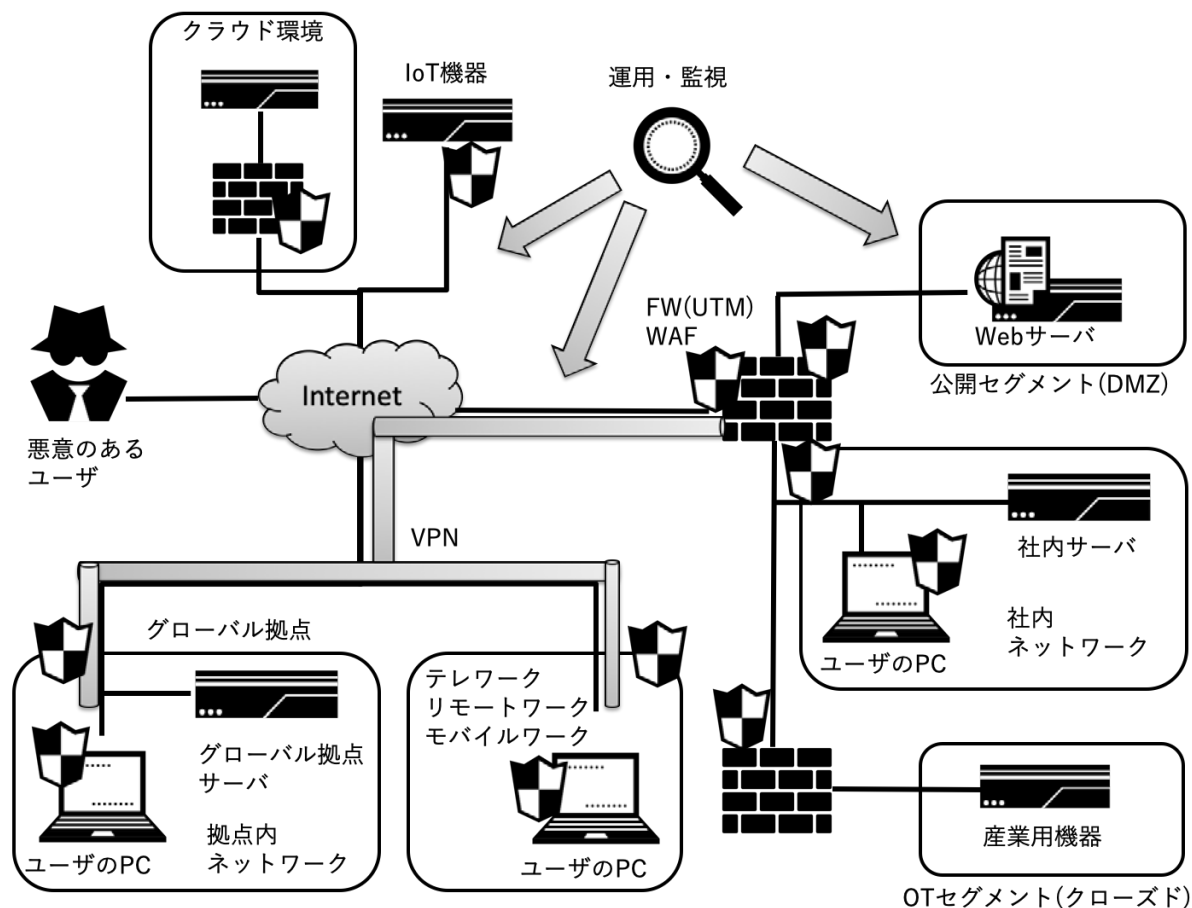 クラウド環境
IoT機器
運用・監視
FW(UTM)
WAF
Webサーバ
公開セグメント(DMZ)
Internet
悪意のある
ユーザ
VPN
社内サーバ
社内
ネットワーク
ユーザのPC
グローバル拠点
グローバル拠点
サーバ
拠点内
ネットワーク
ユーザのPC
テレワーク
リモートワーク
モバイルワーク
ユーザのPC
産業用機器
OTセグメント(クローズド)